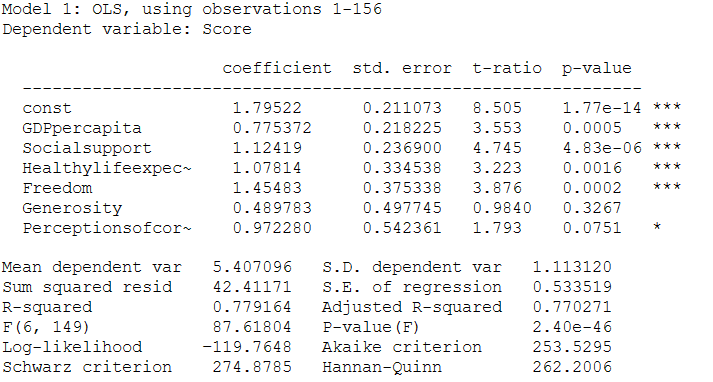 Model 1: OLS, using observations 1-156
Dependent variable: Score
coefficient std. error t-ratio p-value
---------------------------------------------------------------
const 1.79522 0.211073 8.505 1.77e-14 ***
GDPpercapita 0.775372 0.218225 3.553 0.0005 ***
Socialsupport 1.12419 0.236900 4.745 4.83e-06 ***
Healthylifeexpec~ 1.07814 0.334538 3.223 0.0016 ***
Freedom 1.45483 0.375338 3.876 0.0002 ***
Generosity 0.489783 0.497745 0.9840 0.3267
Perceptionsofcor~ 0.972280 0.542361 1.793 0.0751 *
Mean dependent var 5.407096 S.D. dependent var 1.113120
Sum squared resid 42.41171 S.E. of regression 0.533519
R-squared 0.779164 Adjusted R-squared 0.770271
F(6, 149) 87.61804 P-value(F) 2.40e-46
Log-likelihood -119.7648 Akaike criterion 253.5295
Schwarz criterion 274.8785 Hannan-Quinn 262.2006